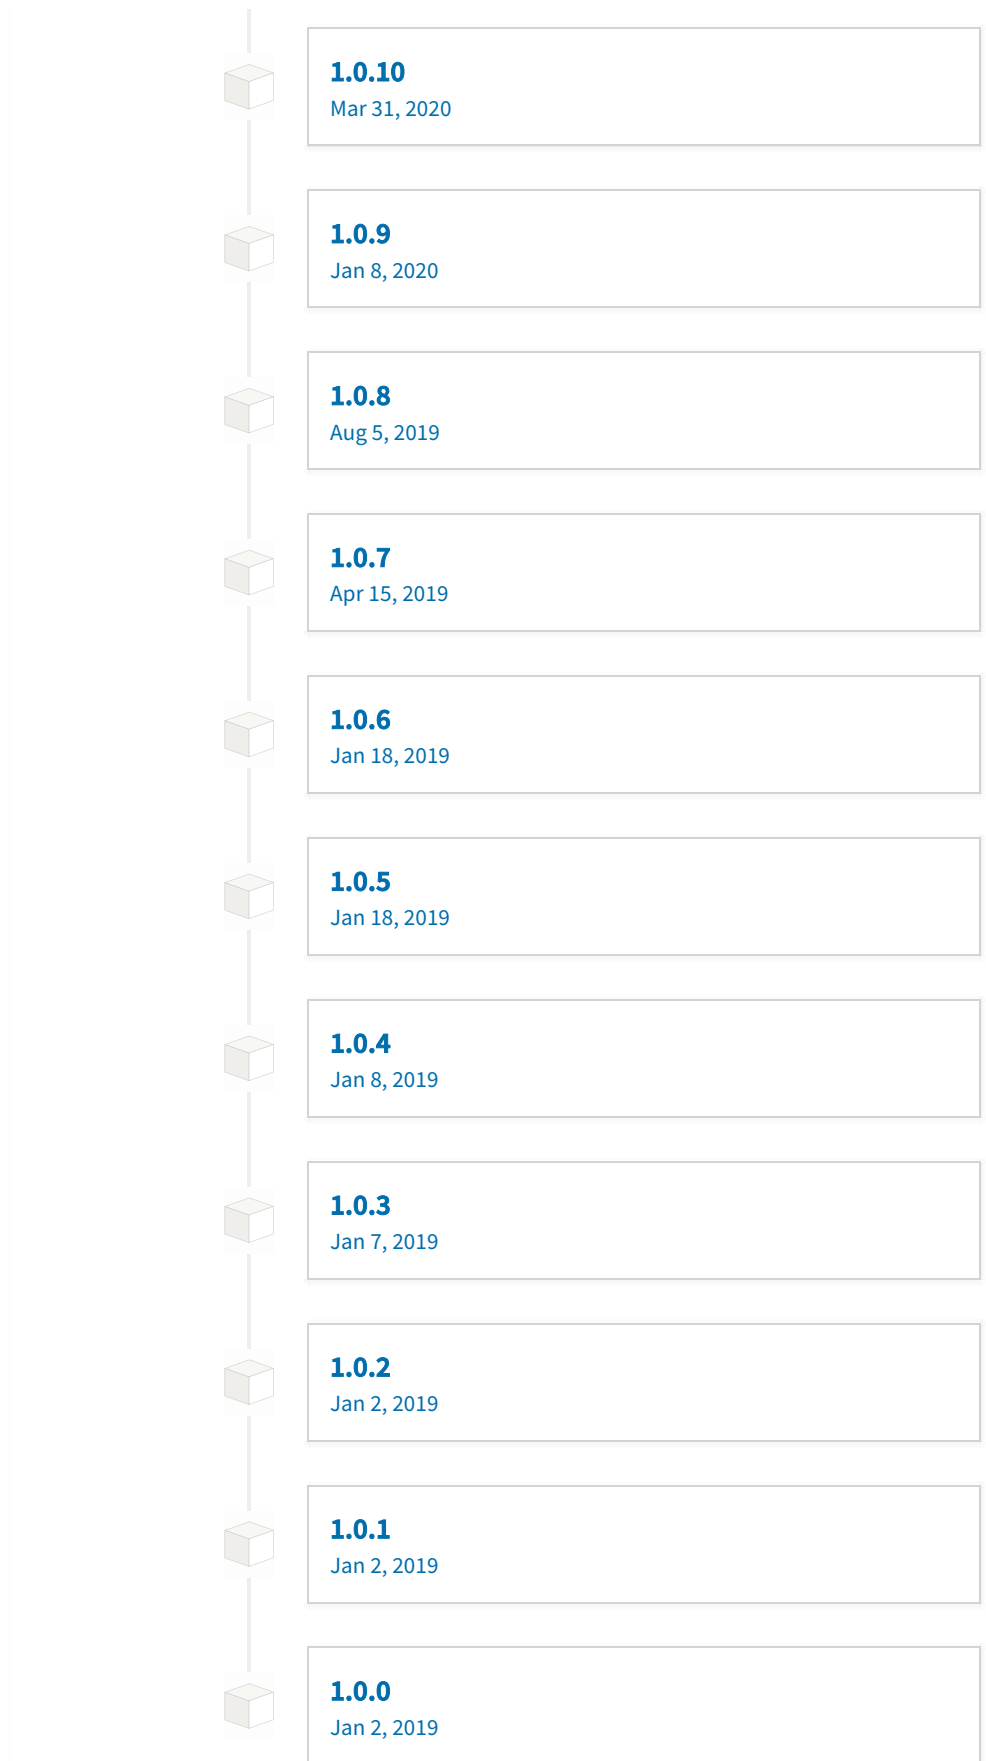 1.0.10
Mar 31, 2020
1.0.9
Jan 8, 2020
1.0.8
Aug 5, 2019
1.0.7
Apr 15, 2019
1.0.6
Jan 18, 2019
1.0.5
Jan 18, 2019
1.0.4
Jan 8, 2019
1.0.3
Jan 7, 2019
1.0.2
Jan 2, 2019
1.0.1
Jan 2, 2019
1.0.0
Jan 2, 2019